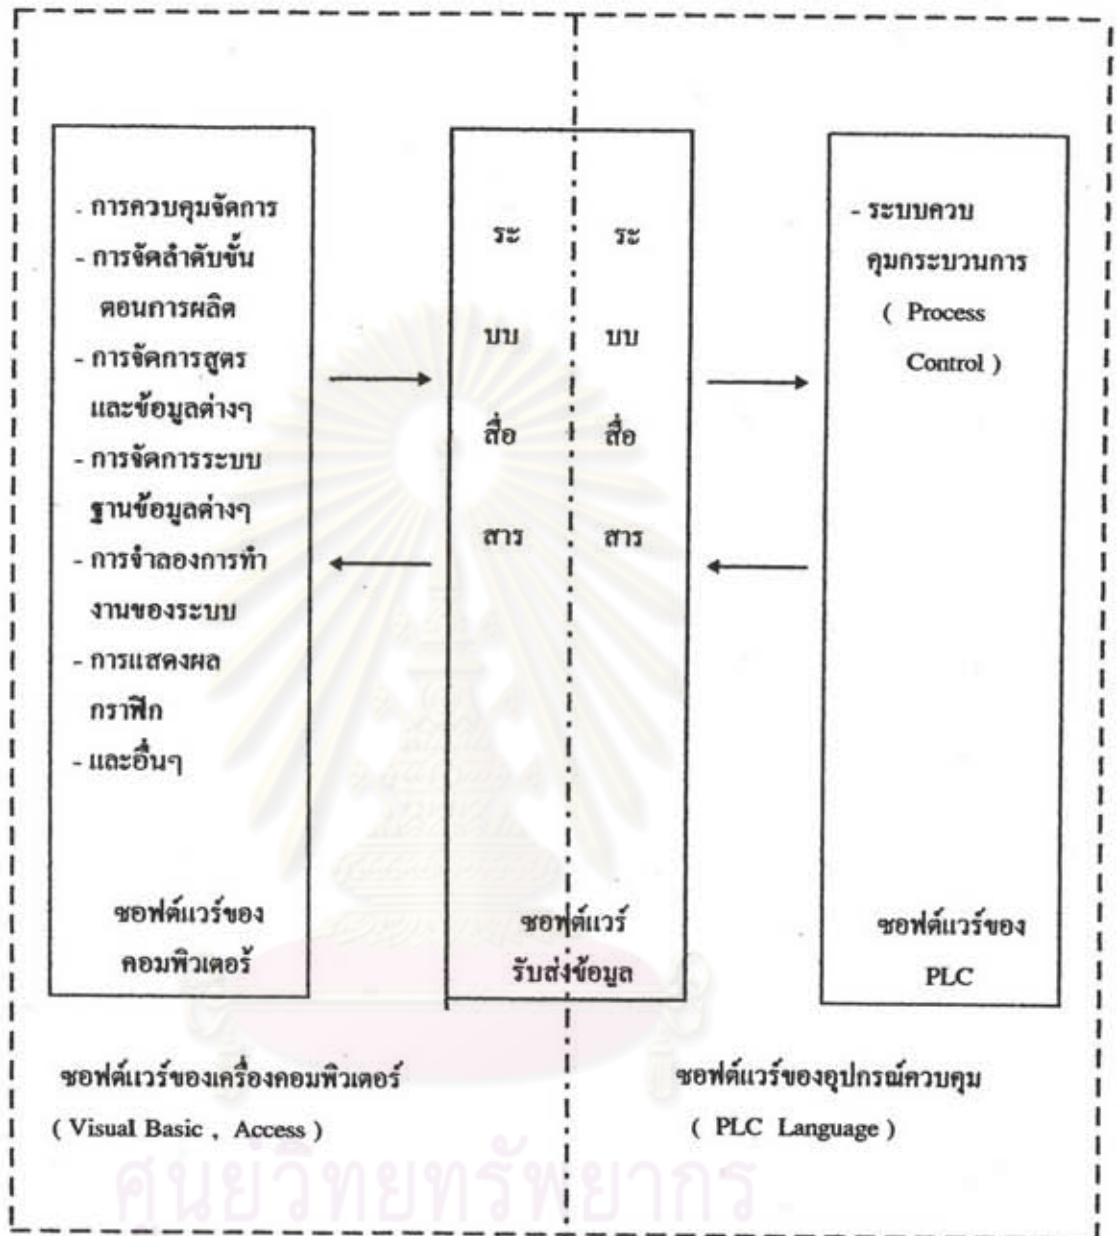 - การควบคุมจัดการ
- การจัดลำดับขั้น
ตอนการผลิต
- การจัดการสูตร
และข้อมูลต่างๆ
- การจัดการระบบ
ฐานข้อมูลต่างๆ
- การจำลองการทำ
งานของระบบ
- การแสดงผล
กราฟิก
- และอื่นๆ
ซอฟต์แวร์ของ
คอมพิวเตอร์
ระ ระ
บบ บบ
สื่อ สื่อ
สาร สาร
ซอฟต์แวร์
รับส่งข้อมูล
- ระบบควบ
คุมกระบวนการ
( Process
Control )
ซอฟต์แวร์ของ
PLC
ซอฟต์แวร์ของเครื่องคอมพิวเตอร์
( Visual Basic , Access )
ซอฟต์แวร์ของอุปกรณ์ควบคุม
( PLC Language )
ศูนย์วิทยทรัพยากร